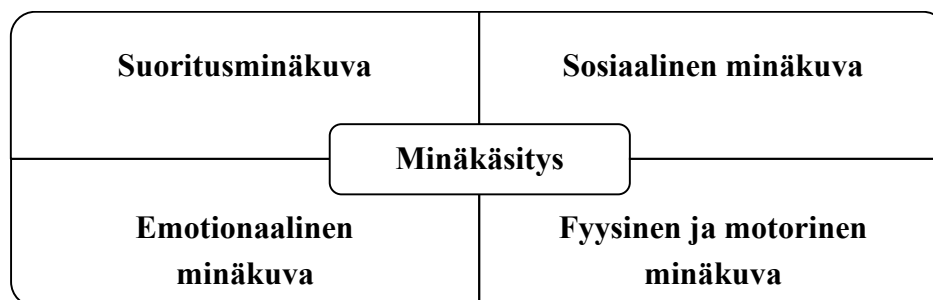 Suoritusminäkuva
Sosiaalinen minäkuva
Minäkäsitys
Emotionaalinen
minäkuva
Fyysinen ja motorinen
minäkuva